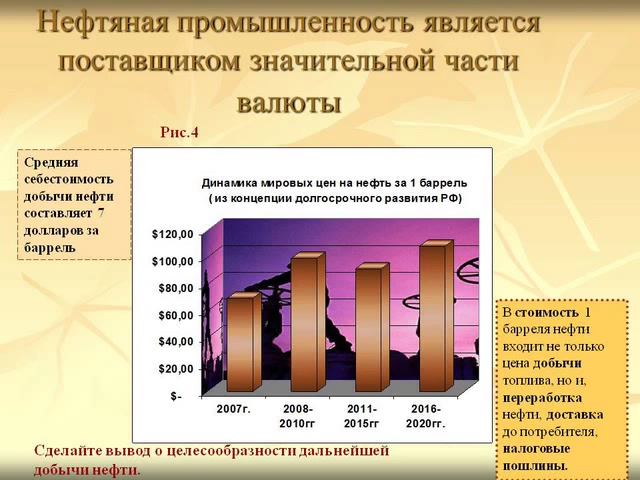 Нефтяная промышленность является
поставщиком значительной части
валюты
Рис.4
Средняя
себестоимость
добычи нефти
составляет 7
долларов за
баррель
Динамика мировых цен на нефть за 1 баррель
( из концепции долгосрочного развития РФ)
$120,00
$100,00
$80,00
$60,00
$40,00
$20,00
$-
2007г.
2008-
2010гг
2011-
2015гг
2016-
2020гг.
В стоимость 1
барреля нефти
входит не только
цена добычи
топлива, но и,
переработка
нефти, доставка
до потребителя,
налоговые
пошлины.
Сделайте вывод о целесообразности дальнейшей
добычи нефти.